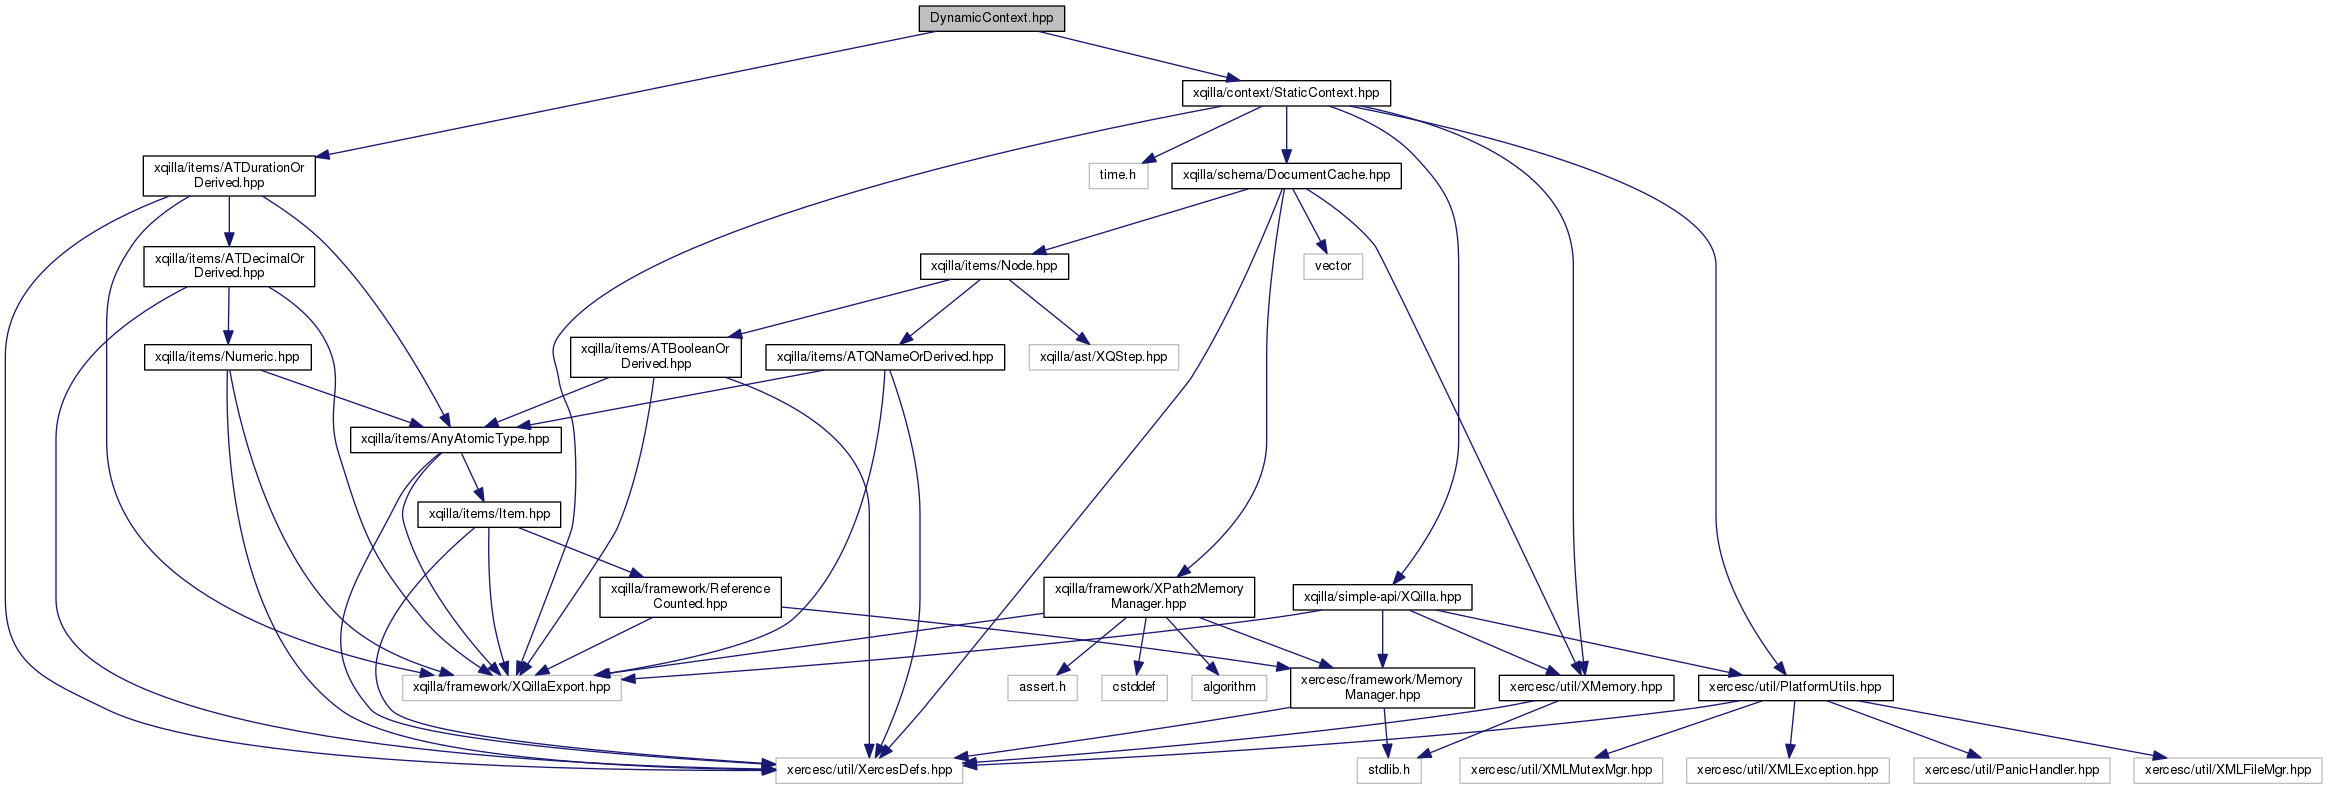 DynamicContext.hpp
xqilla/context/StaticContext.hpp
xqilla/items/ATDurationOr
Derived.hpp
time.h
xqilla/schema/DocumentCache.hpp
xqilla/items/ATDecimalOr
Derived.hpp
xqilla/items/Node.hpp
vector
xqilla/items/Numeric.hpp
xqilla/items/ATBooleanOr
Derived.hpp
xqilla/items/ATQNameOrDerived.hpp
xqilla/ast/XQStep.hpp
xqilla/items/AnyAtomicType.hpp
xqilla/items/Item.hpp
xqilla/framework/Reference
Counted.hpp
xqilla/framework/XPath2Memory
Manager.hpp
xqilla/simple-api/XQilla.hpp
xqilla/framework/XQillaExport.hpp
assert.h
cstddef
algorithm
xercesc/framework/Memory
Manager.hpp
xercesc/util/XMemory.hpp
xercesc/util/PlatformUtils.hpp
xercesc/util/XercesDefs.hpp
stdlib.h
xercesc/util/XMLMutexMgr.hpp
xercesc/util/XMLException.hpp
xercesc/util/PanicHandler.hpp
xercesc/util/XMLFileMgr.hpp